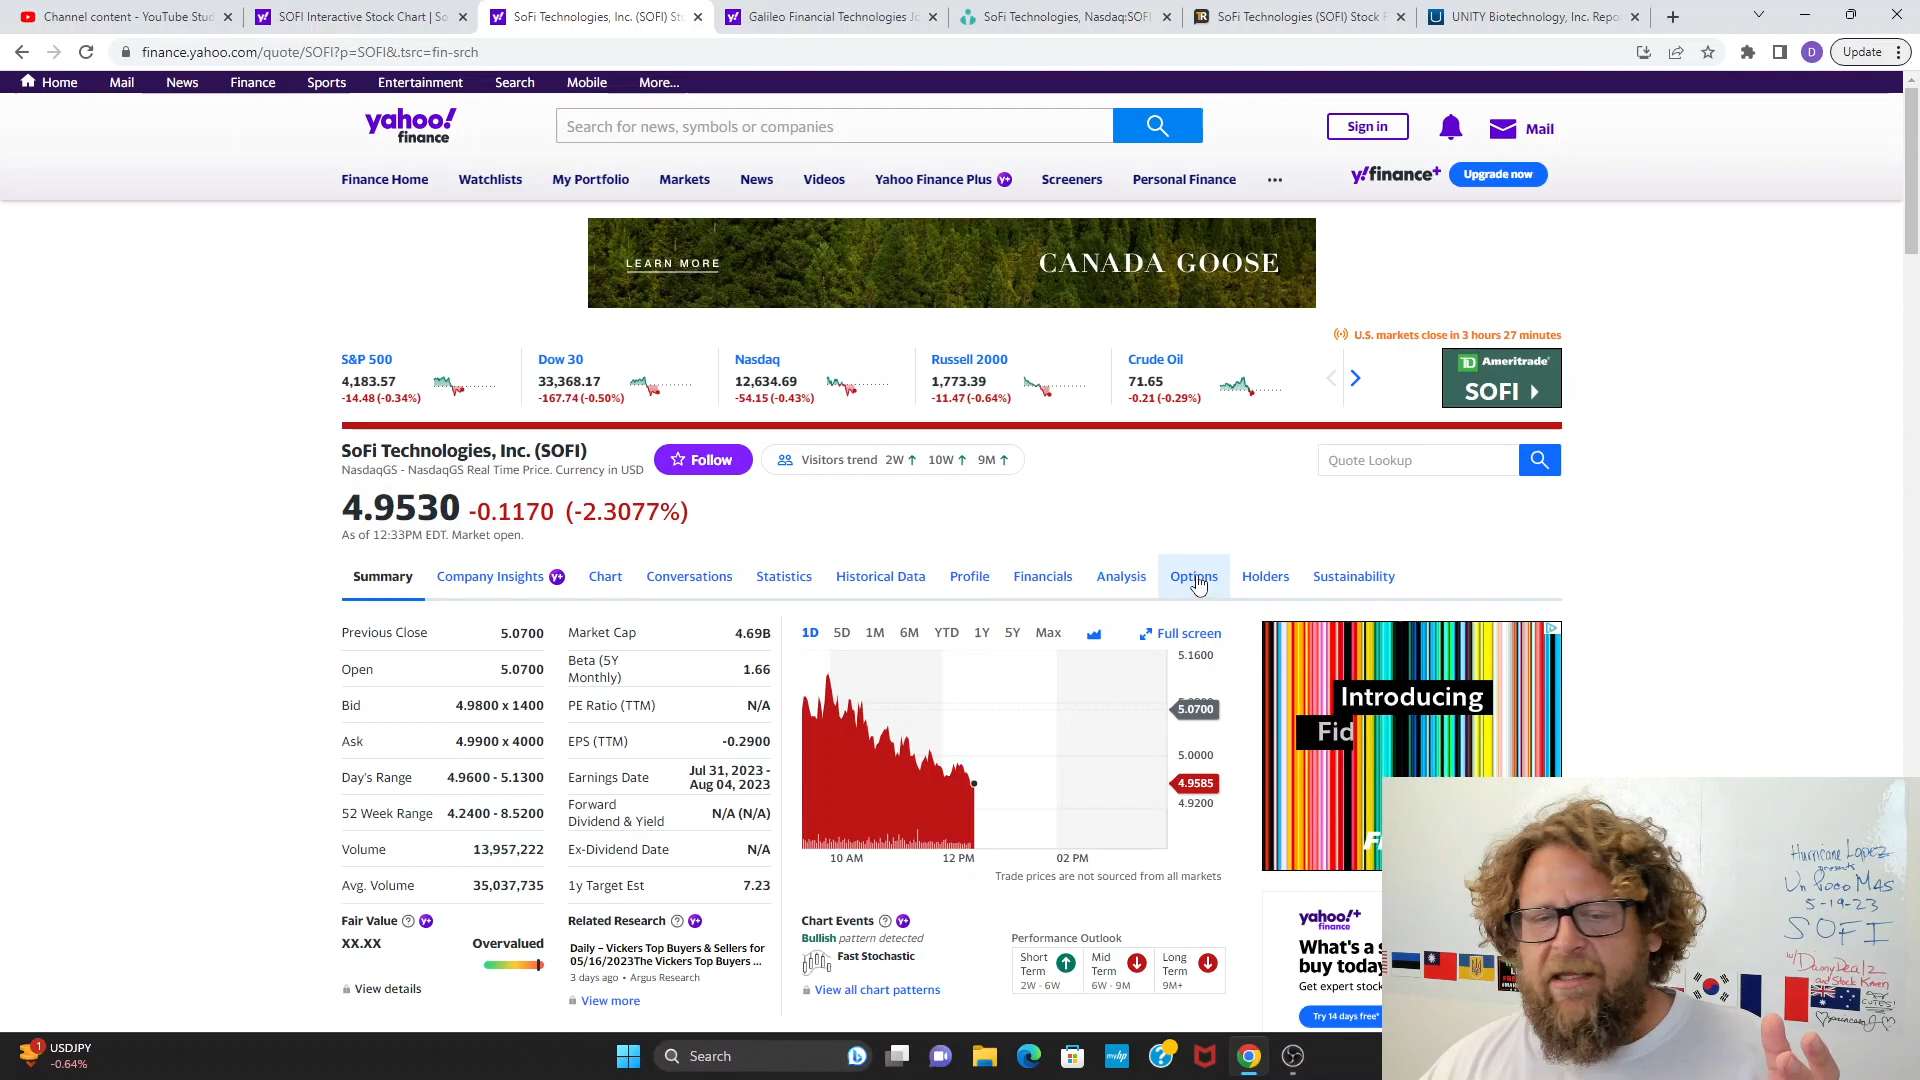 Channel content - YouTube Stud
SOFI Interactive Stock Chart | So
SoFi Technologies, Inc. (SOFI) Sto
Galileo Financial Technologies Jo
SoFi Technologies, Nasdaq:SOFI
SoFi Technologies (SOFI) Stock F
UNITY Biotechnology, Inc. Repo
finance.yahoo.com/quote/SOFI?p=SOFI&.tsrc=fin-srch
D
Update
Home Mail News Finance Sports Entertainment Search Mobile More...
yahoo!
finance
Search for news, symbols or companies
Sign in
Mail
Finance Home Watchlists My Portfolio Markets News Videos Yahoo Finance Plus Screeners Personal Finance ...
y!finance+
Upgrade now
LEARN MORE
CANADA GOOSE
U.S. markets close in 3 hours 27 minutes
S&P 500
4,183.57
-14.48 (-0.34%)
Dow 30
33,368.17
-167.74 (-0.50%)
Nasdaq
12,634.69
-54.15 (-0.43%)
Russell 2000
1,773.39
-11.47 (-0.64%)
Crude Oil
71.65
-0.21 (-0.29%)
TD Ameritrade
SOFI
SoFi Technologies, Inc. (SOFI)
NasdaqGS - NasdaqGS Real Time Price. Currency in USD
Follow
Visitors trend 2W↑ 10W↑ 9M↑
Quote Lookup
4.9530 -0.1170 (-2.3077%)
As of 12:33PM EDT. Market open.
Summary Company Insights Chart Conversations Statistics Historical Data Profile Financials Analysis Options Holders Sustainability
Previous Close 5.0700
Open 5.0700
Bid 4.9800 x 1400
Ask 4.9900 x 4000
Day's Range 4.9600 - 5.1300
52 Week Range 4.2400 - 8.5200
Volume 13,957,222
Avg. Volume 35,037,735
Market Cap 4.69B
Beta (5Y
Monthly) 1.66
PE Ratio (TTM) N/A
EPS (TTM) -0.2900
Earnings Date Jul 31, 2023 -
Aug 04, 2023
Forward
Dividend & Yield N/A (N/A)
Ex-Dividend Date N/A
1y Target Est 7.23
1D 5D 1M 6M YTD 1Y 5Y Max
Full screen
5.1600
5.0700
5.0000
4.9585
4.9200
10 AM 12 PM 02 PM
Trade prices are not sourced from all markets
Fair Value
XX.XX Overvalued
View details
Related Research
Daily – Vickers Top Buyers & Sellers for
05/16/2023The Vickers Top Buyers ...
3 days ago • Argus Research
View more
Chart Events
Bullish pattern detected
Fast Stochastic
View all chart patterns
Performance Outlook
Short
Term
2W - 6W
Mid
Term
6W - 9M
Long
Term
9M+
Introducing
Fid
yahoo!+
finance
What's a s
buy today
Get expert stock
Try 14 days free*
Hurricane Lopez
presents
Un Poco MAS
5-19-23
SOFI
w/DannyDealz
and Stock Raven
CUTES!
princess
1
USDJPY
-0.64%
Search
myhp